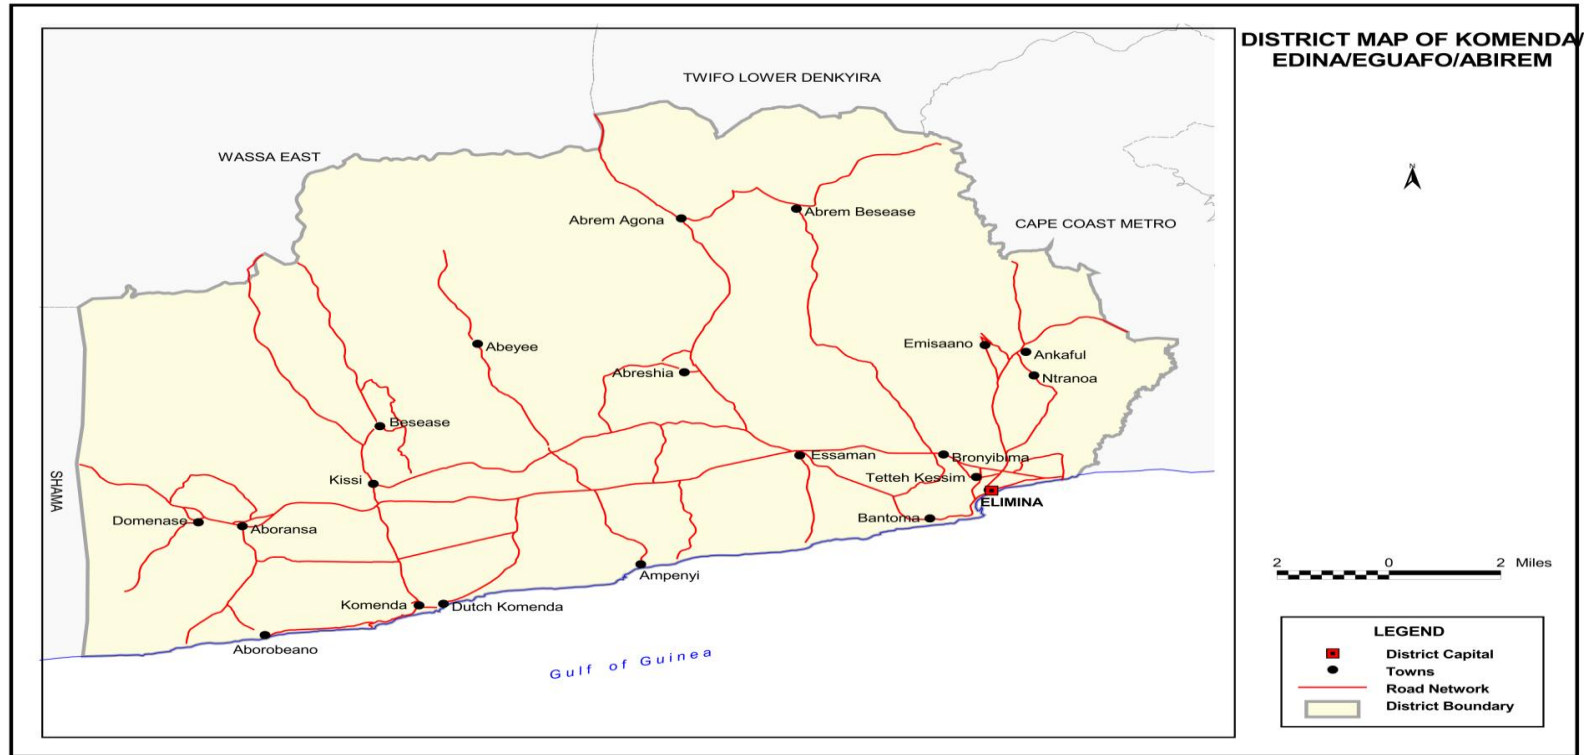 DISTRICT MAP OF KOMENDA/
EDINA/EGUAFO/ABIREM
TWIFO LOWER DENKYIRA
WASSA EAST
CAPE COAST METRO
SHAMA
Abrem Agona
Abrem Besease
Abeyee
Emisaano
Ankaful
Abreshia
Ntranoa
Besease
Essaman
Bronyibima
Kissi
Tetteh Kessim
ELIMINA
Domenase
Aboransa
Bantoma
Ampenyi
Komenda
Dutch Komenda
Aborobeano
Gulf of Guinea
N
2 0 2 Miles
LEGEND
District Capital
Towns
Road Network
District Boundary